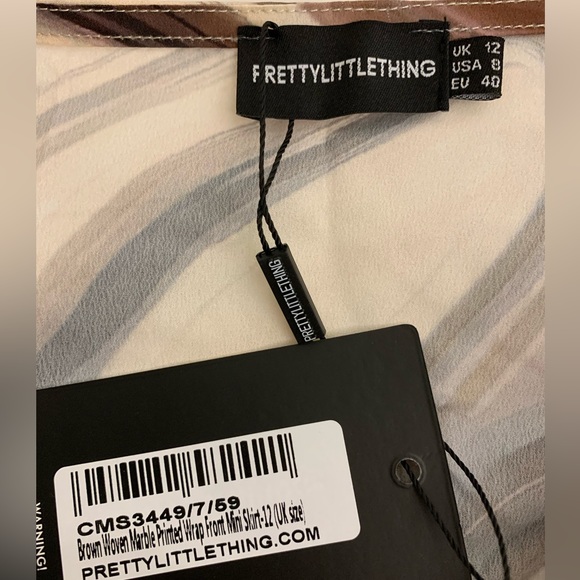 PRETTYLITTLETHING
UK 12
USA 8
EU 40
PRETTYLITTLETHING
CMS3449/7/59
Brown Woven Marble Printed Wrap Front Mini Skirt-12 (UK size)
PRETTYLITTLETHING.COM
WARNING!